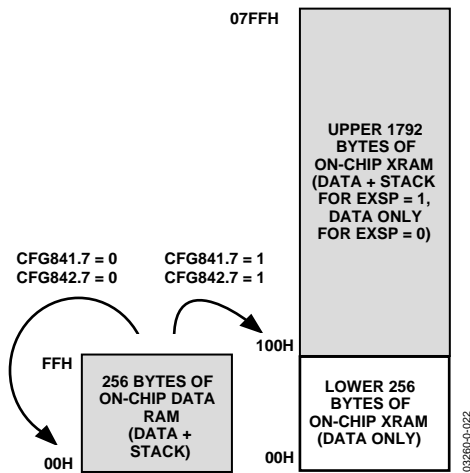 07FFH
UPPER 1792
BYTES OF
ON-CHIP XRAM
(DATA + STACK
FOR EXSP = 1,
DATA ONLY
FOR EXSP = 0)
CFG841.7 = 0
CFG842.7 = 0
CFG841.7 = 1
CFG842.7 = 1
100H
FFH
256 BYTES OF
ON-CHIP DATA
RAM
(DATA +
STACK)
00H
LOWER 256
BYTES OF
ON-CHIP XRAM
(DATA ONLY)
00H
03260-0-022